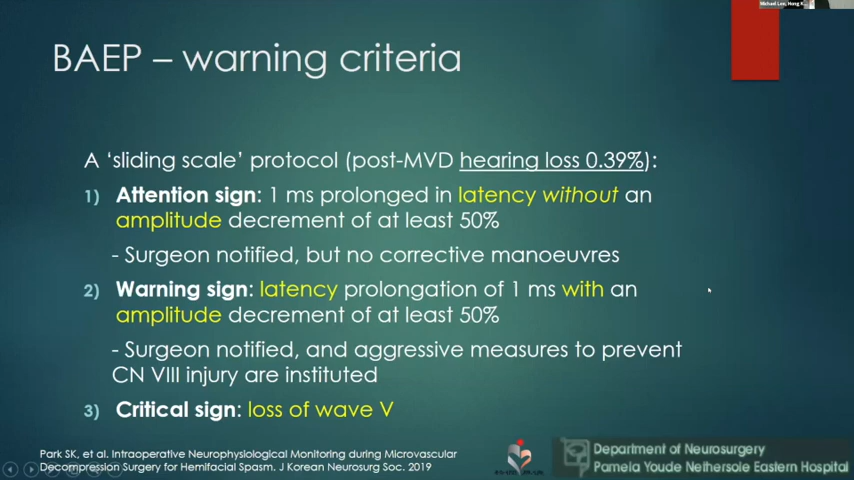 Michael Lee, Hong K
BAEP – warning criteria
A ‘sliding scale’ protocol (post-MVD hearing loss 0.39%):
1) Attention sign: 1 ms prolonged in latency without an
amplitude decrement of at least 50%
- Surgeon notified, but no corrective manoeuvres
2) Warning sign: latency prolongation of 1 ms with an
amplitude decrement of at least 50%
- Surgeon notified, and aggressive measures to prevent
CN VIII injury are instituted
3) Critical sign: loss of wave V
Park SK, et al. Intraoperative Neurophysiological Monitoring during Microvascular
Decompression Surgery for Hemifacial Spasm. J Korean Neurosurg Soc. 2019
Department of Neurosurgery
Pamela Youde Nethersole Eastern Hospital